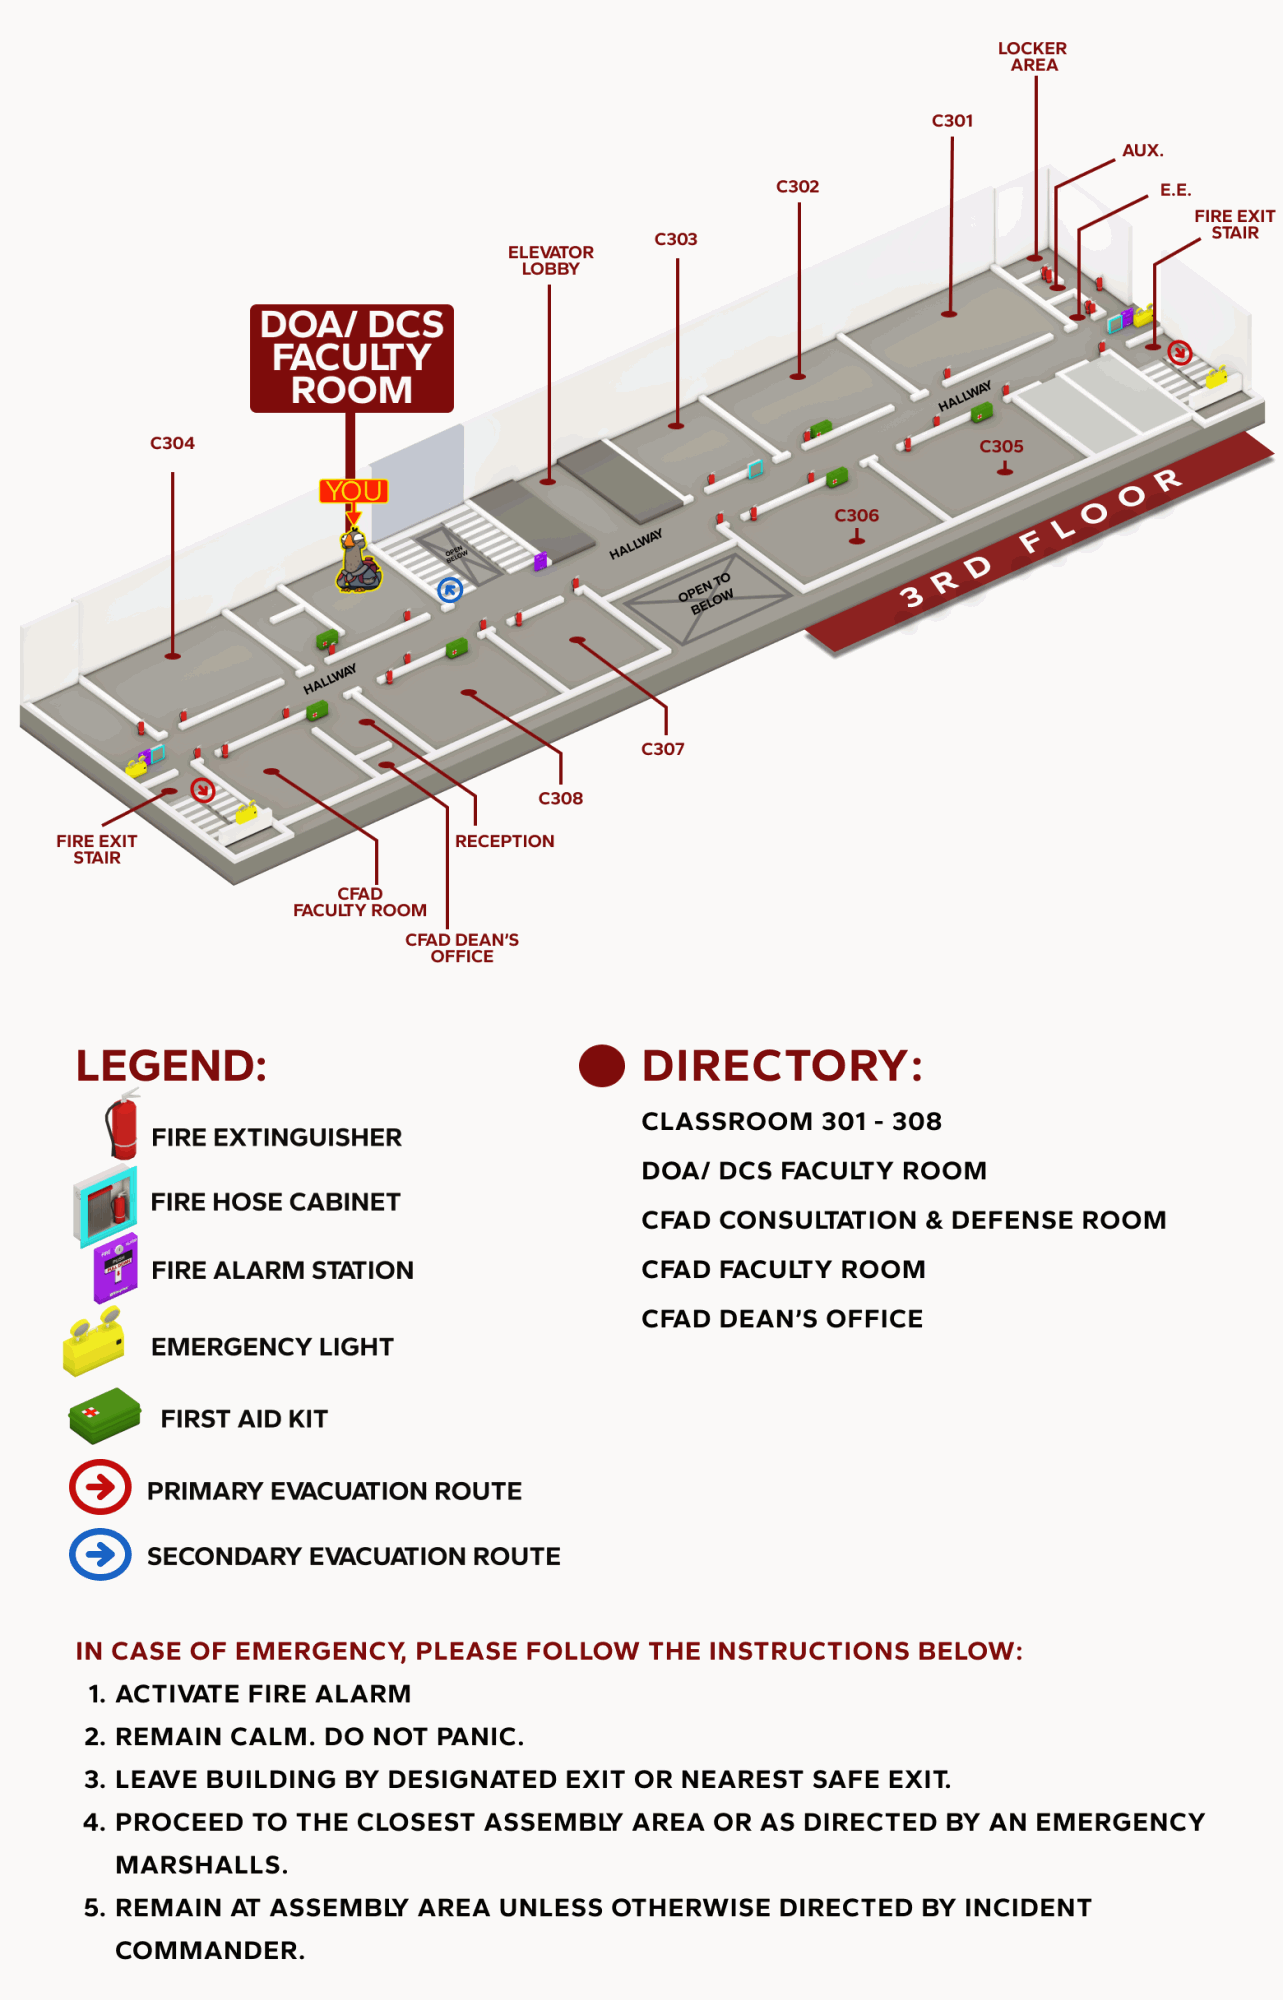 LOCKER
AREA
C301
AUX.
C302
E.E.
FIRE EXIT
STAIR
C303
ELEVATOR
LOBBY
DOA/ DCS
FACULTY
ROOM
C304
YOU
HALLWAY
C305
3RD FLOOR
C306
OPEN
BELOW
HALLWAY
OPEN TO
BELOW
HALLWAY
C307
C308
FIRE EXIT
STAIR
RECEPTION
CFAD
FACULTY ROOM
CFAD DEAN'S
OFFICE
LEGEND:
FIRE EXTINGUISHER
FIRE HOSE CABINET
FIRE ALARM STATION
EMERGENCY LIGHT
FIRST AID KIT
PRIMARY EVACUATION ROUTE
SECONDARY EVACUATION ROUTE
DIRECTORY:
CLASSROOM 301 - 308
DOA/ DCS FACULTY ROOM
CFAD CONSULTATION & DEFENSE ROOM
CFAD FACULTY ROOM
CFAD DEAN'S OFFICE
IN CASE OF EMERGENCY, PLEASE FOLLOW THE INSTRUCTIONS BELOW:
1. ACTIVATE FIRE ALARM
2. REMAIN CALM. DO NOT PANIC.
3. LEAVE BUILDING BY DESIGNATED EXIT OR NEAREST SAFE EXIT.
4. PROCEED TO THE CLOSEST ASSEMBLY AREA OR AS DIRECTED BY AN EMERGENCY
MARSHALLS.
5. REMAIN AT ASSEMBLY AREA UNLESS OTHERWISE DIRECTED BY INCIDENT
COMMANDER.